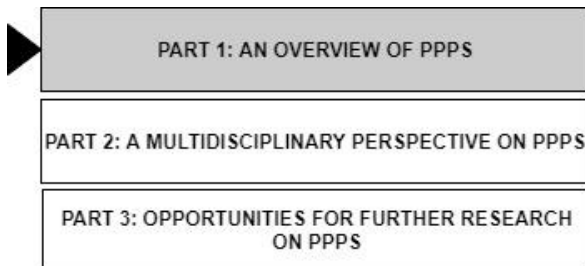 PART 1: AN OVERVIEW OF PPPS
PART 2: A MULTIDISCIPLINARY PERSPECTIVE ON PPPS
PART 3: OPPORTUNITIES FOR FURTHER RESEARCH
ON PPPS